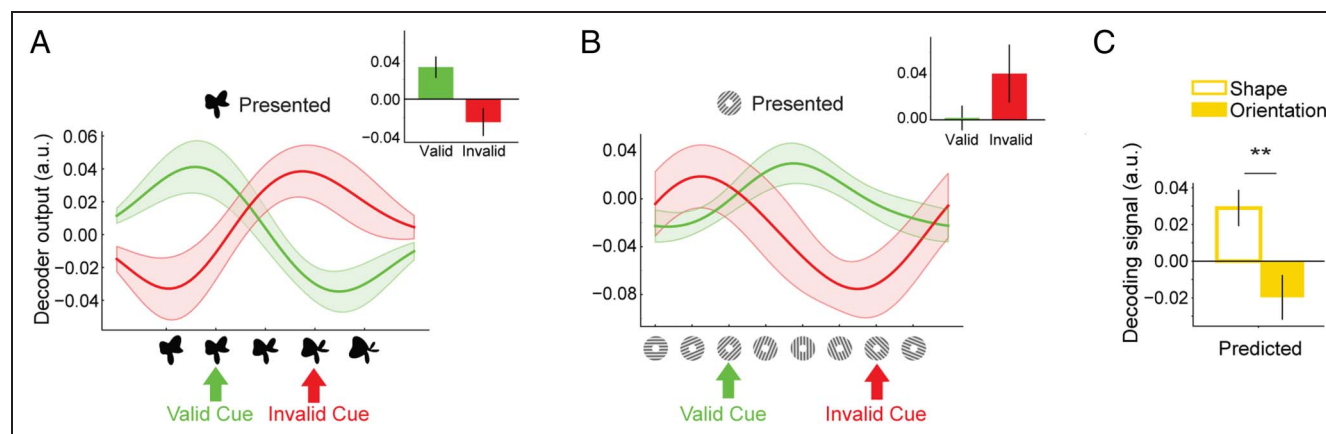 A
Presented
0.04
0.00
−0.04
Valid Invalid
Decoder output (a.u.)
0.06
0.04
0.02
0.00
−0.02
−0.04
Valid Cue Invalid Cue
B
Presented
0.04
0.00
Valid Invalid
0.04
0.00
−0.04
−0.08
Valid Cue
Invalid Cue
C
Shape
Orientation
**
Decoding signal (a.u.)
0.04
0.02
0.00
−0.02
Predicted